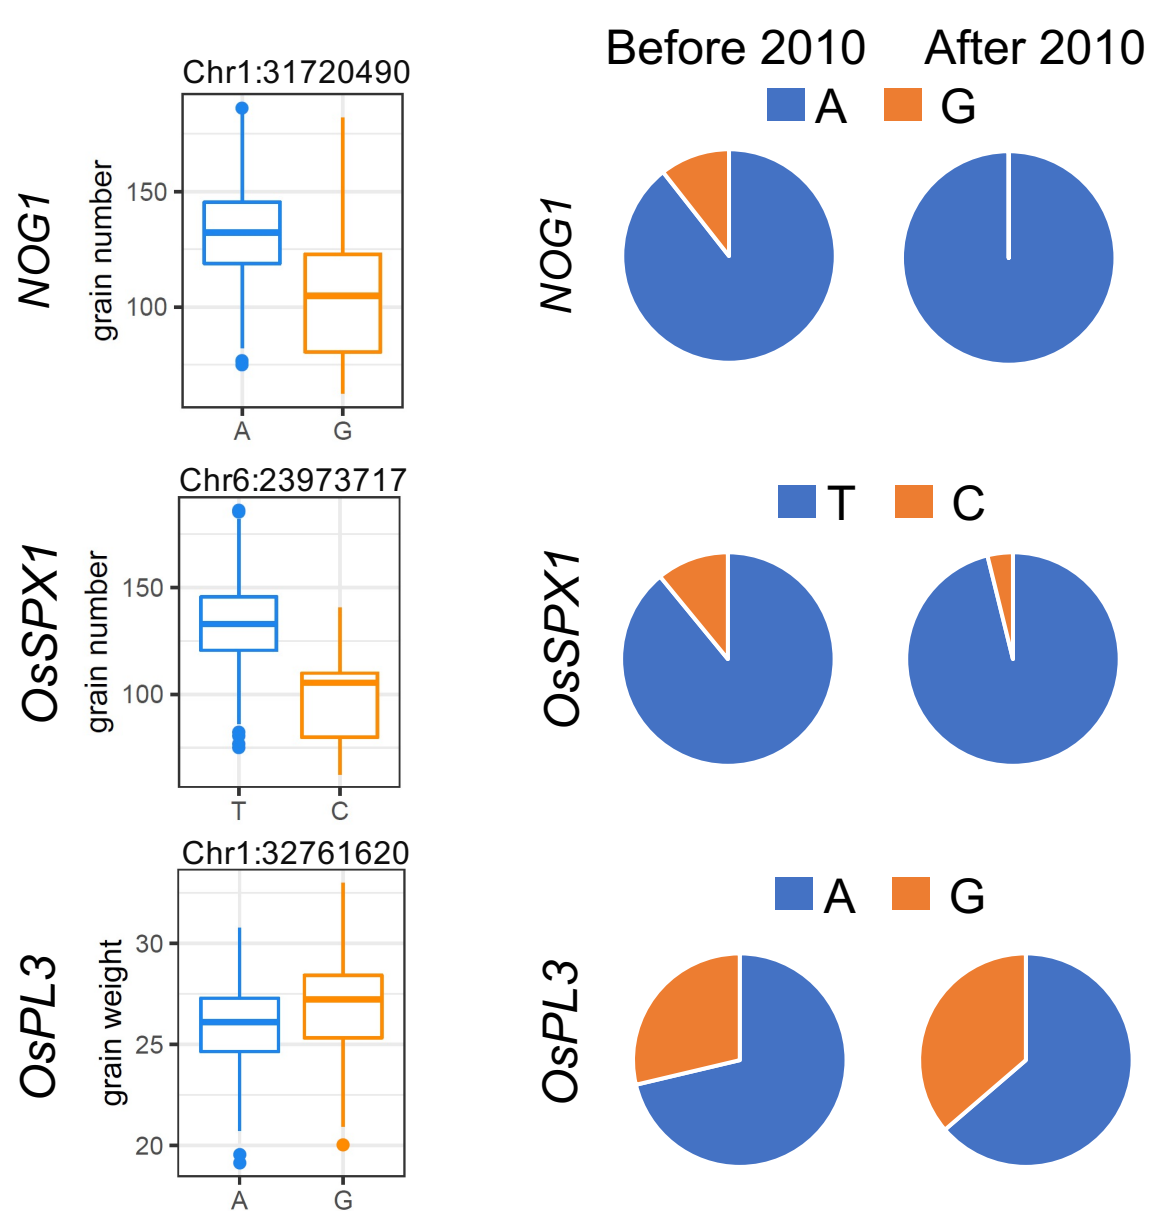 Before 2010 After 2010
Chr1:31720490
A G
NOG1
grain number
150
100
A G
NOG1
Chr6:23973717
T C
OsSPX1
grain number
150
100
T C
OsSPX1
Chr1:32761620
A G
OsPL3
grain weight
30
25
20
A G
OsPL3